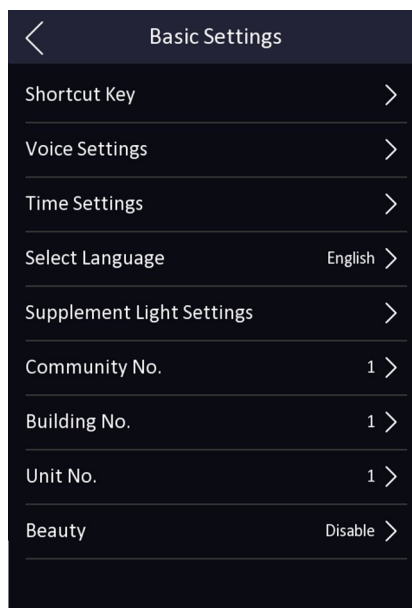 Basic Settings
Shortcut Key
Voice Settings
Time Settings
Select Language English
Supplement Light Settings
Community No. 1
Building No. 1
Unit No. 1
Beauty Disable